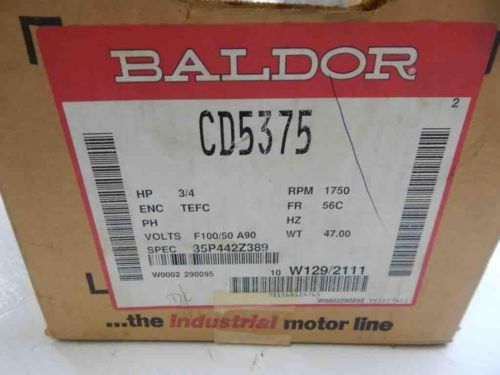 BALDOR
2
CD5375
HP 3/4 RPM 1750
ENC TEFC FR 56C
PH HZ
VOLTS F100/50 A90 WT 47.00
SPEC 35P442Z389
W0002 290095 10 W129/2111
...the Industrial motor line